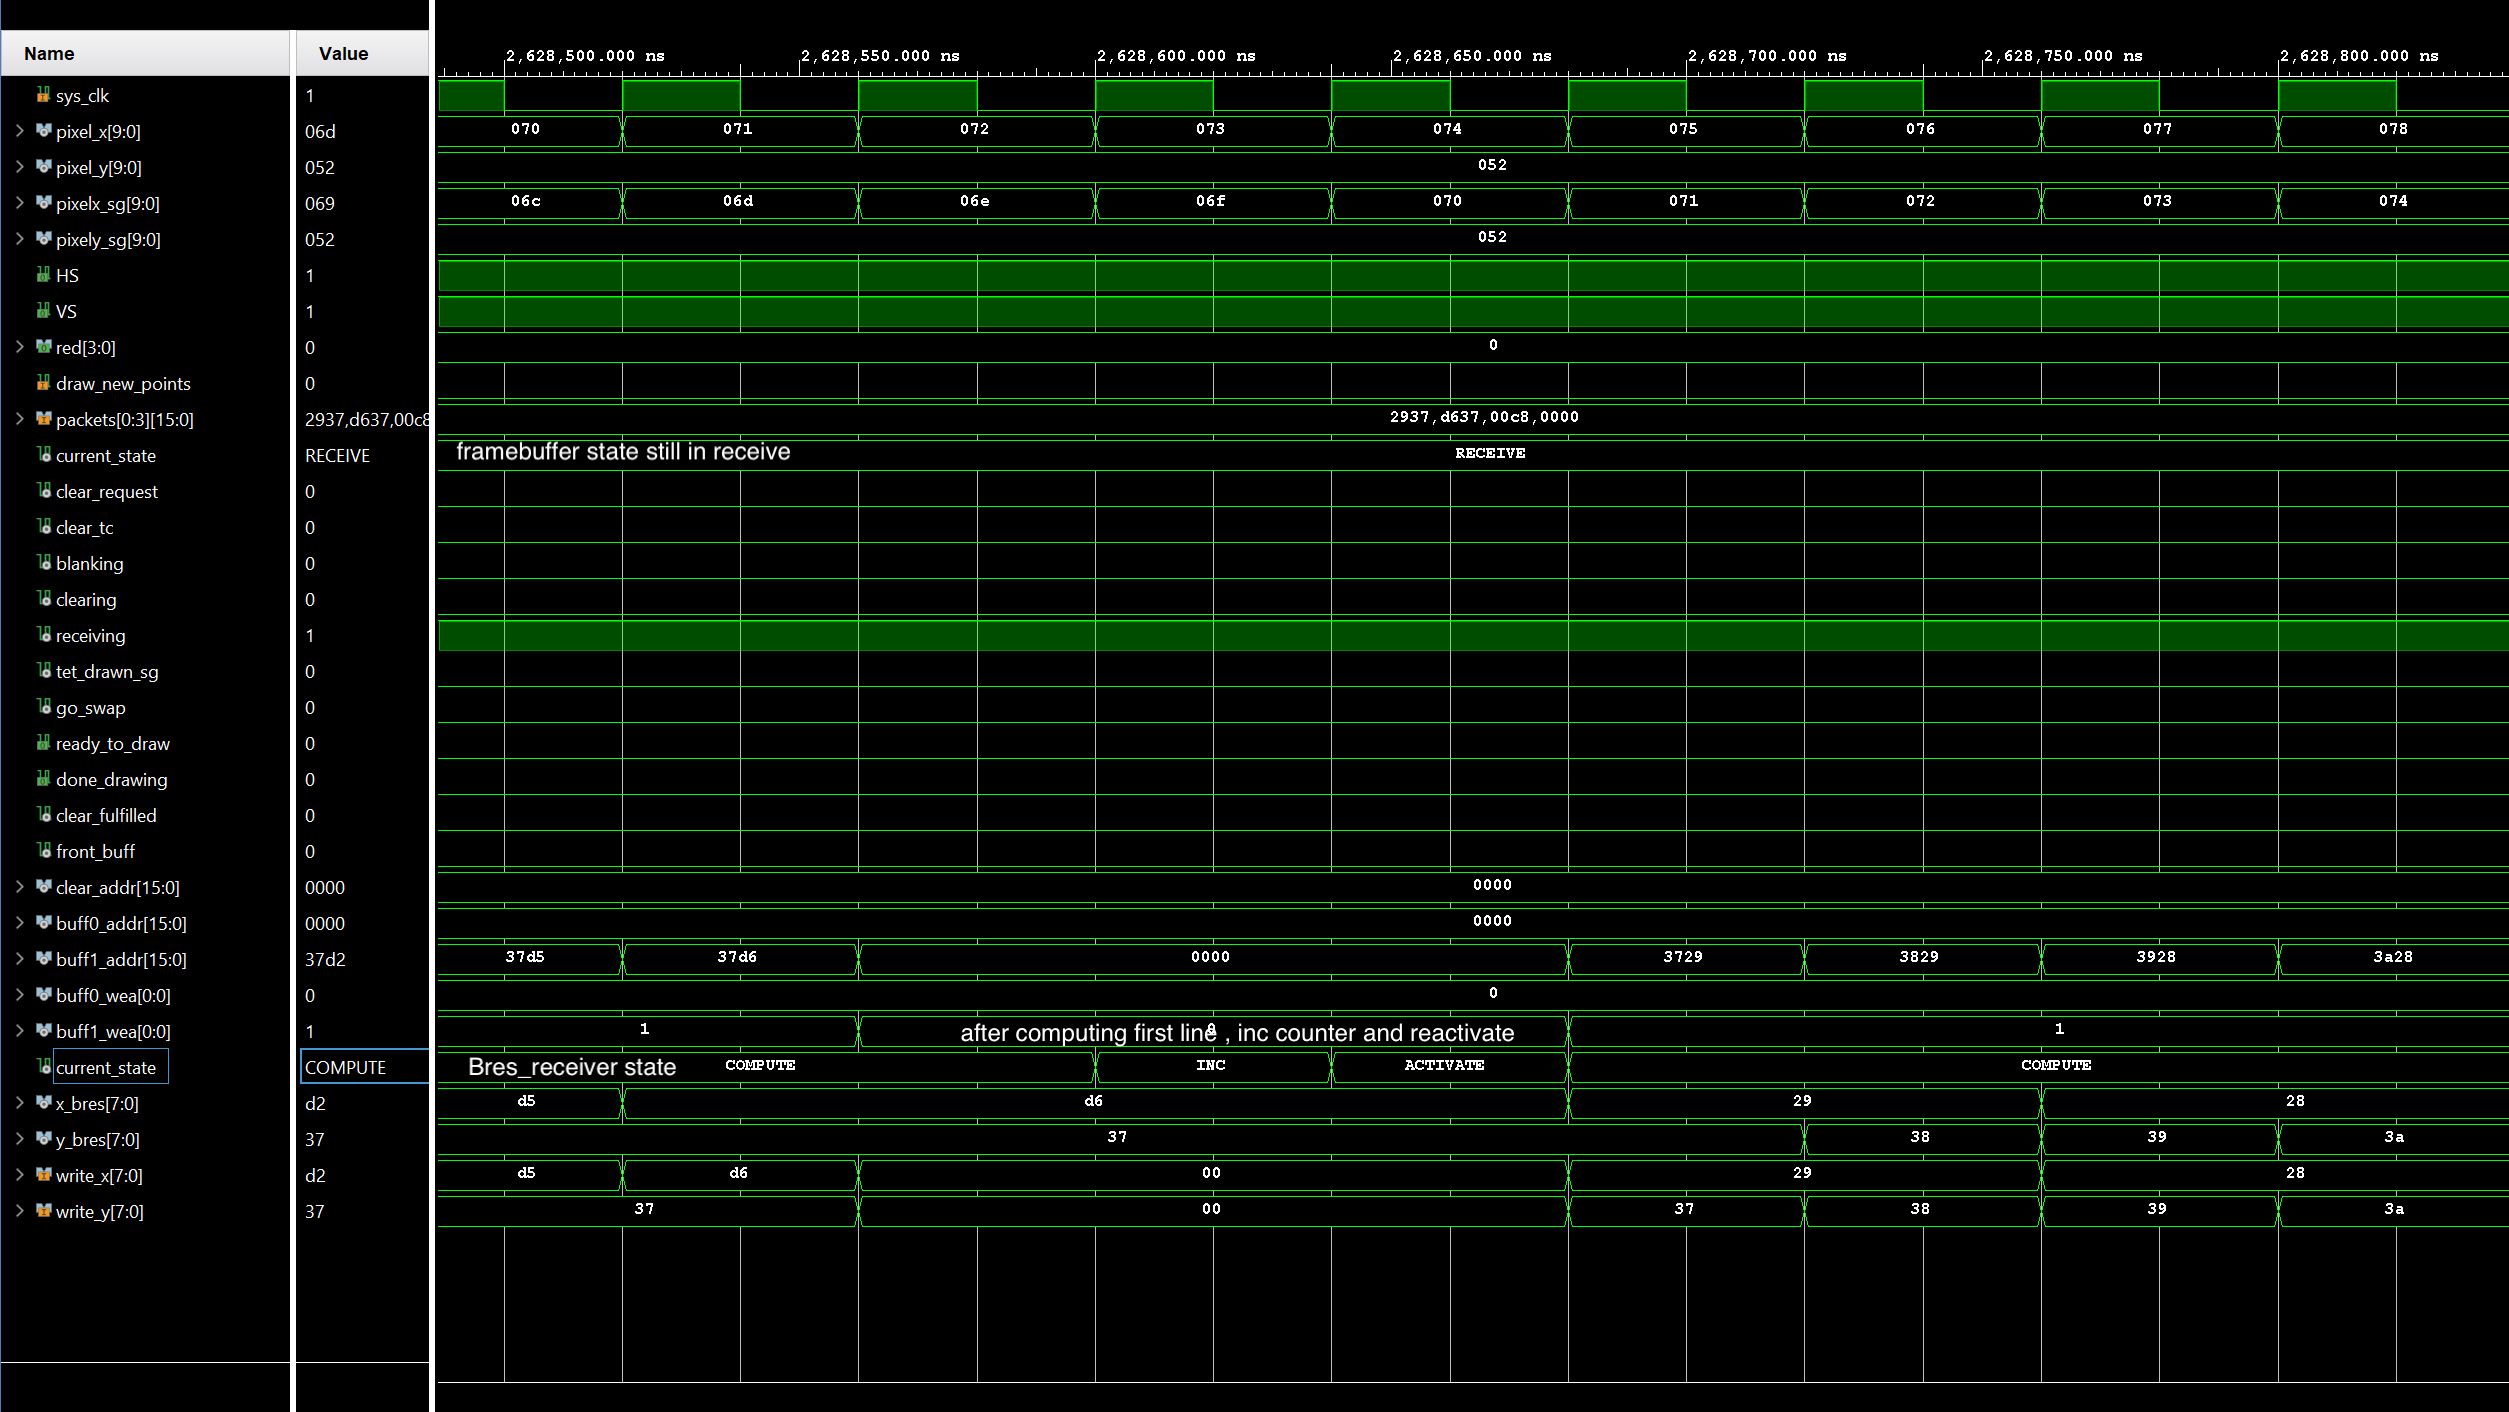 Name Value
2,628,500.000 ns 2,628,550.000 ns 2,628,600.000 ns 2,628,650.000 ns 2,628,700.000 ns 2,628,750.000 ns 2,628,800.000 ns
sys_clk 1
pixel_x[9:0] 06d 070 071 072 073 074 075 076 077 078
pixel_y[9:0] 052 052
pixelx_sg[9:0] 069 06c 06d 06e 06f 070 071 072 073 074
pixely_sg[9:0] 052 052
HS 1
VS 1
red[3:0] 0 0
draw_new_points 0
packets[0:3][15:0] 2937,d637,00c8 2937,d637,00c8,0000
current_state RECEIVE framebuffer state still in receive RECEIVE
clear_request 0
clear_tc 0
blanking 0
clearing 0
receiving 1
tet_drawn_sg 0
go_swap 0
ready_to_draw 0
done_drawing 0
clear_fulfilled 0
front_buff 0
clear_addr[15:0] 0000 0000
buff0_addr[15:0] 0000 0000
buff1_addr[15:0] 37d2 37d5 37d6 0000 3729 3829 3928 3a28
buff0_wea[0:0] 0 0
buff1_wea[0:0] 1 1 after computing first line , inc counter and reactivate 1
current_state COMPUTE Bres_receiver state COMPUTE INC ACTIVATE COMPUTE
x_bres[7:0] d2 d5 d6 29 28
y_bres[7:0] 37 37 38 39 3a
write_x[7:0] d2 d5 d6 00 29 28
write_y[7:0] 37 37 00 37 38 39 3a